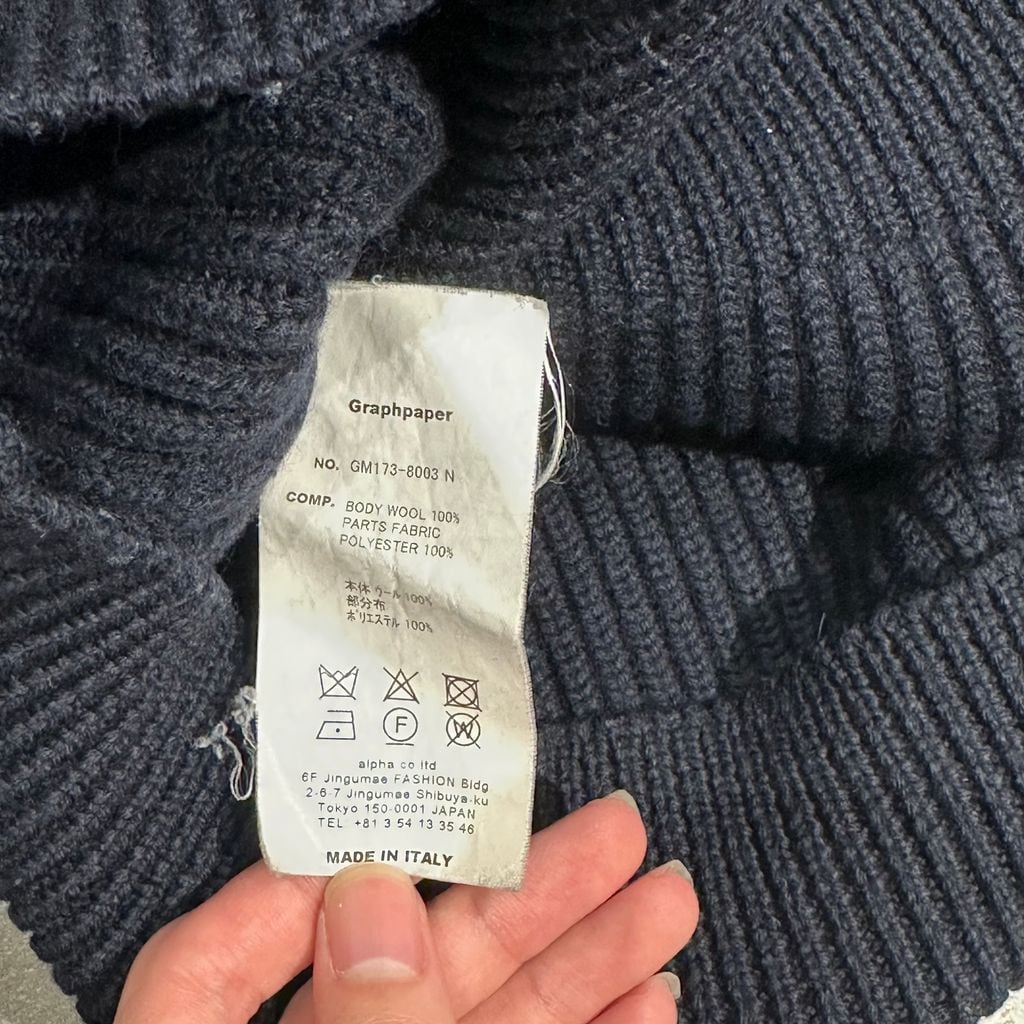 Graphpaper
NO. GM173-8003 N
COMP. BODY WOOL 100%
PARTS FABRIC
POLYESTER 100%
本体 ウール 100%
部分布
ポリエステル 100%
F
W
alpha co ltd
6F Jingumae FASHION Bldg
2-6-7 Jingumae Shibuya-ku
Tokyo 150-0001 JAPAN
TEL +81 3 54 13 35 46
MADE IN ITALY